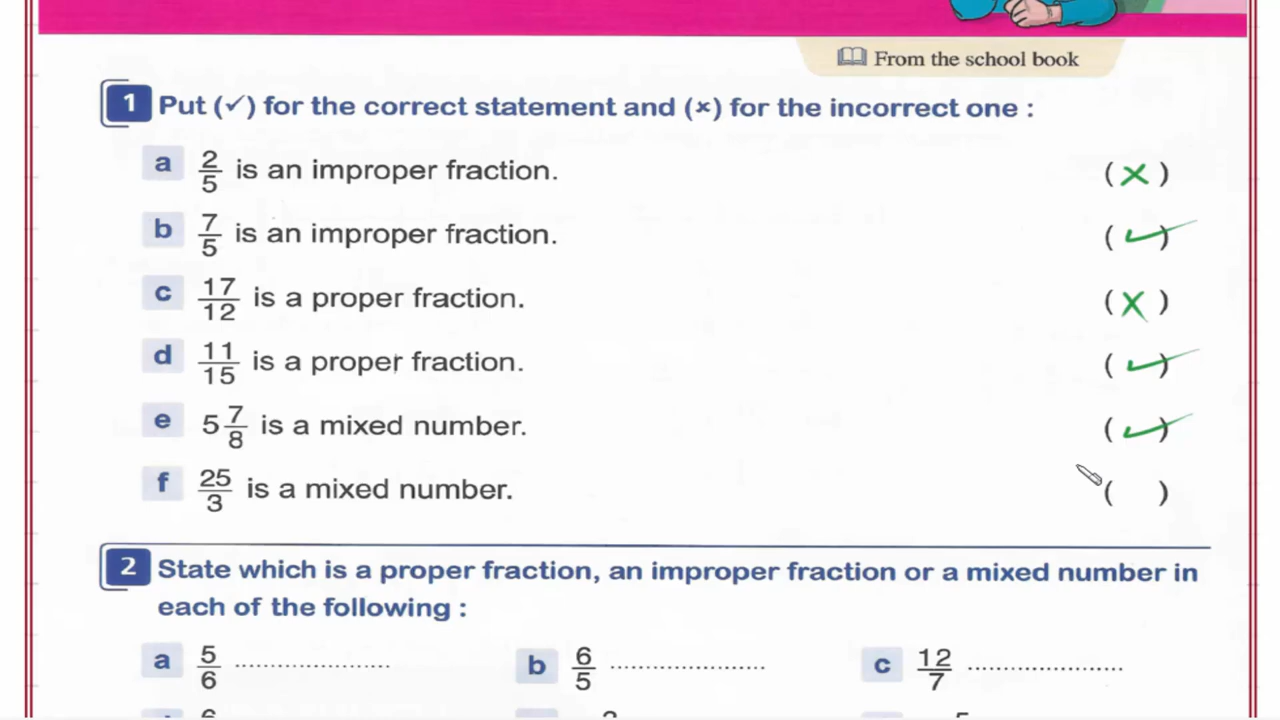 From the school book
1 Put (✓) for the correct statement and (×) for the incorrect one :
a 2/5 is an improper fraction. (×)
b 7/5 is an improper fraction. (✓)
c 17/12 is a proper fraction. (×)
d 11/15 is a proper fraction. (✓)
e 5 7/8 is a mixed number. (✓)
f 25/3 is a mixed number. ( )
2 State which is a proper fraction, an improper fraction or a mixed number in
each of the following :
a 5/6 .................... b 6/5 .................... c 12/7 ....................